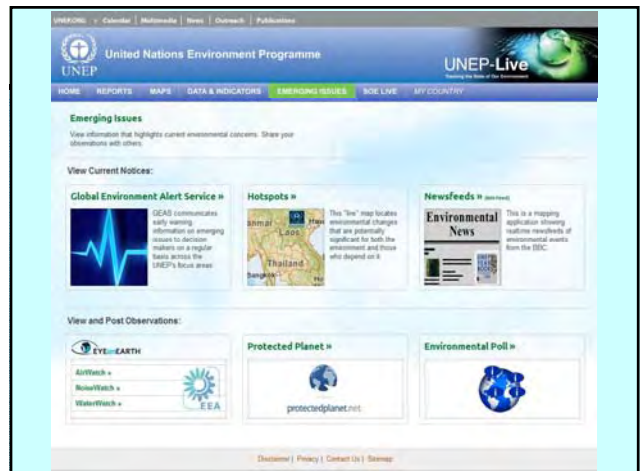 UNEP.ORG › Calendar | Multimedia | News | Outreach | Publications
UNEP
United Nations Environment Programme
UNEP-Live
HOME REPORTS MAPS DATA & INDICATORS EMERGING ISSUES SOE LIVE MY COUNTRY
Emerging Issues
View information that highlights current environmental concerns. Share your
observations with others.
View Current Notices:
Global Environment Alert Service »
GEAS communicates
early warning
information on emerging
issues to decision
makers on a regular
basis across the
UNEP's focus areas
Hotspots »
Laos
Thailand
This "live" map locates
environmental changes
that are potentially
significant for both the
environment and those
who depend on it
Newsfeeds »
Environmental
News
This is a mapping
application showing
realtime newsfeeds of
environmental events
from the BBC.
View and Post Observations:
EYEonEARTH
AirWatch »
NoiseWatch »
WaterWatch »
EEA
Protected Planet »
protectedplanet.net
Environmental Poll »
Disclaimer | Privacy | Contact Us | Sitemap